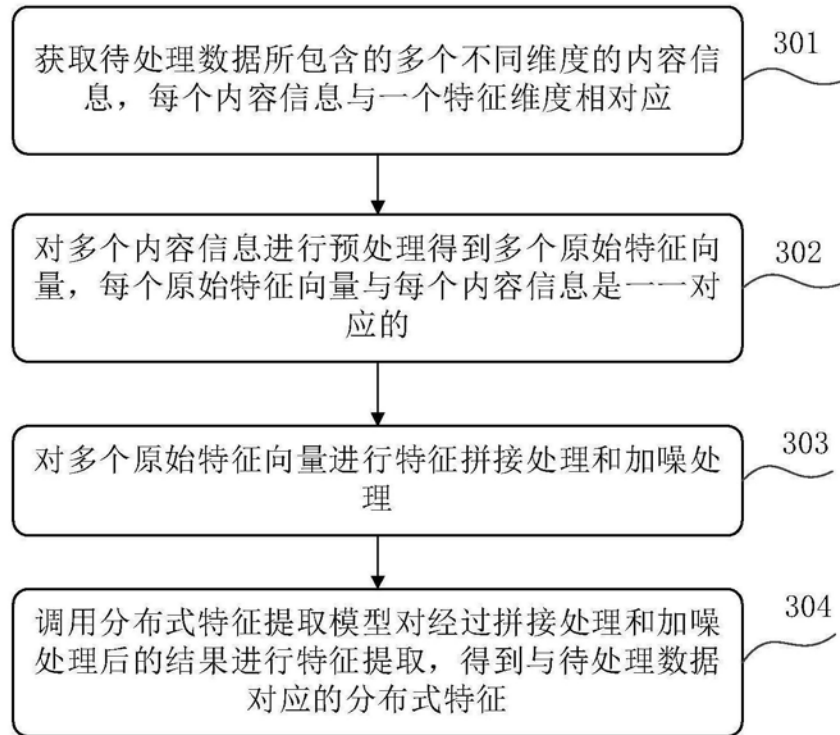 获取待处理数据所包含的多个不同维度的内容信
息，每个内容信息与一个特征维度相对应
301
对多个内容信息进行预处理得到多个原始特征向
量，每个原始特征向量与每个内容信息是一一对
应的
302
对多个原始特征向量进行特征拼接处理和加噪处
理
303
调用分布式特征提取模型对经过拼接处理和加噪
处理后的结果进行特征提取，得到与待处理数据
对应的分布式特征
304